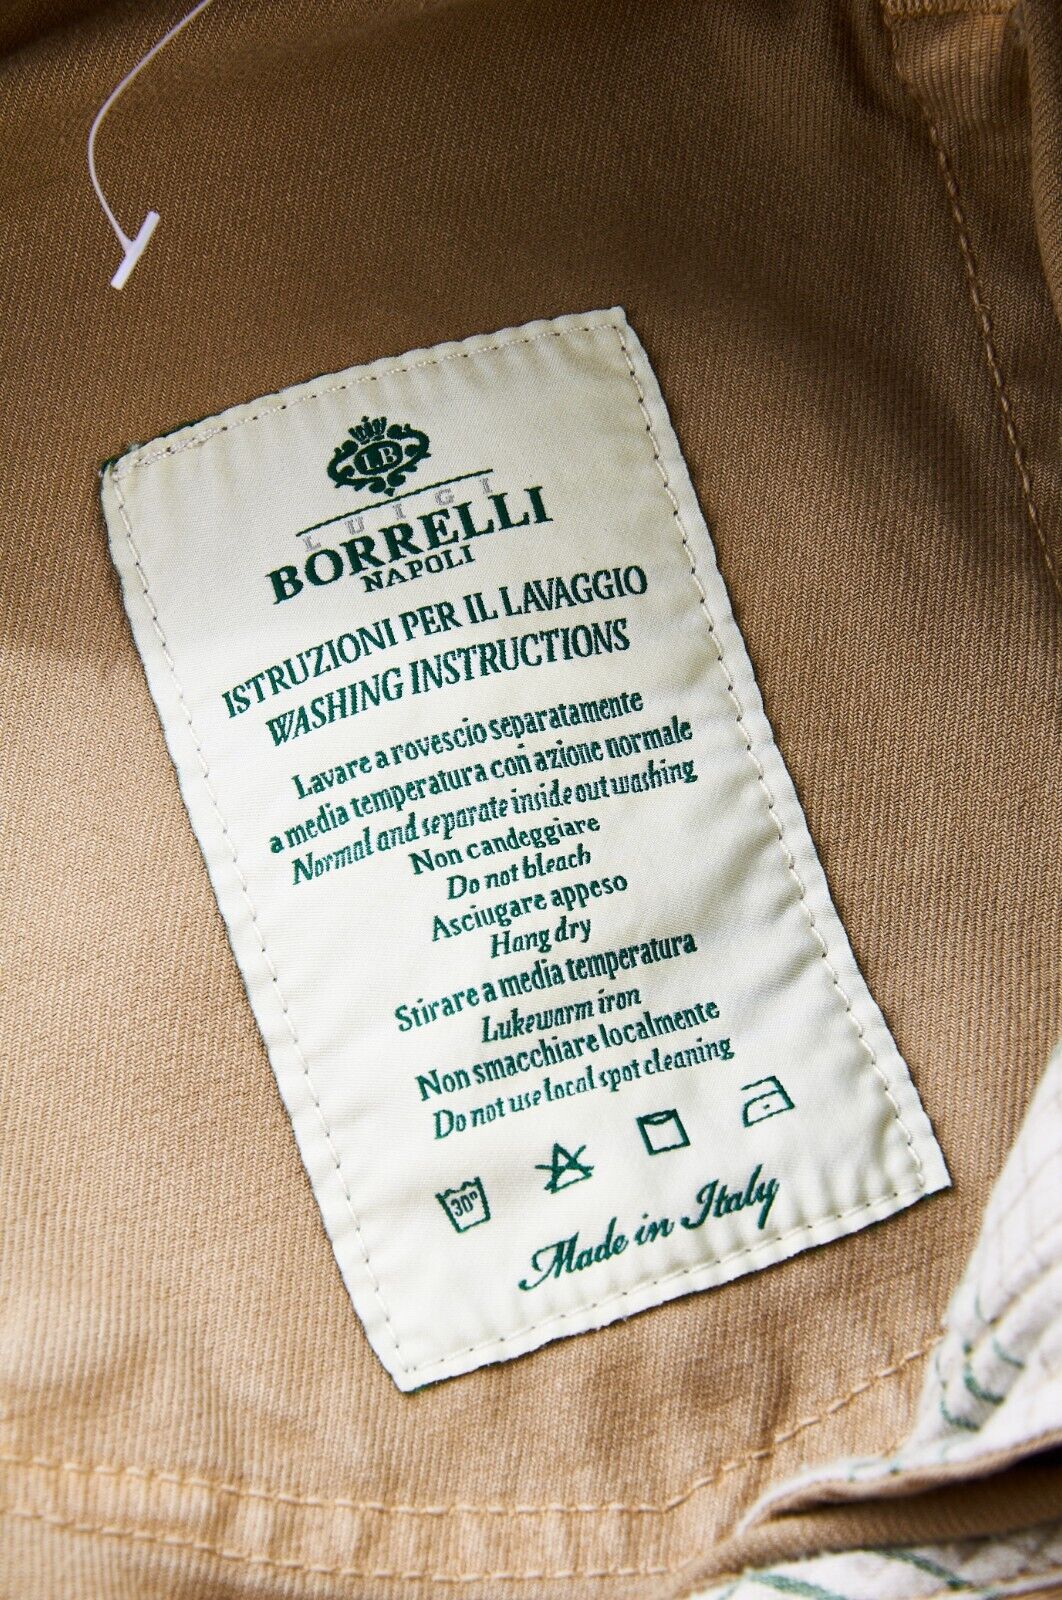 LB
LUIGI
BORRELLI
NAPOLI
ISTRUZIONI PER IL LAVAGGIO
WASHING INSTRUCTIONS
Lavare a rovescio separatamente
a media temperatura con azione normale
Normal and separate inside out washing
Non candeggiare
Do not bleach
Asciugare appeso
Hang dry
Stirare a media temperatura
Lukewarm iron
Non smacchiare localmente
Do not use local spot cleaning
30°
Made in Italy